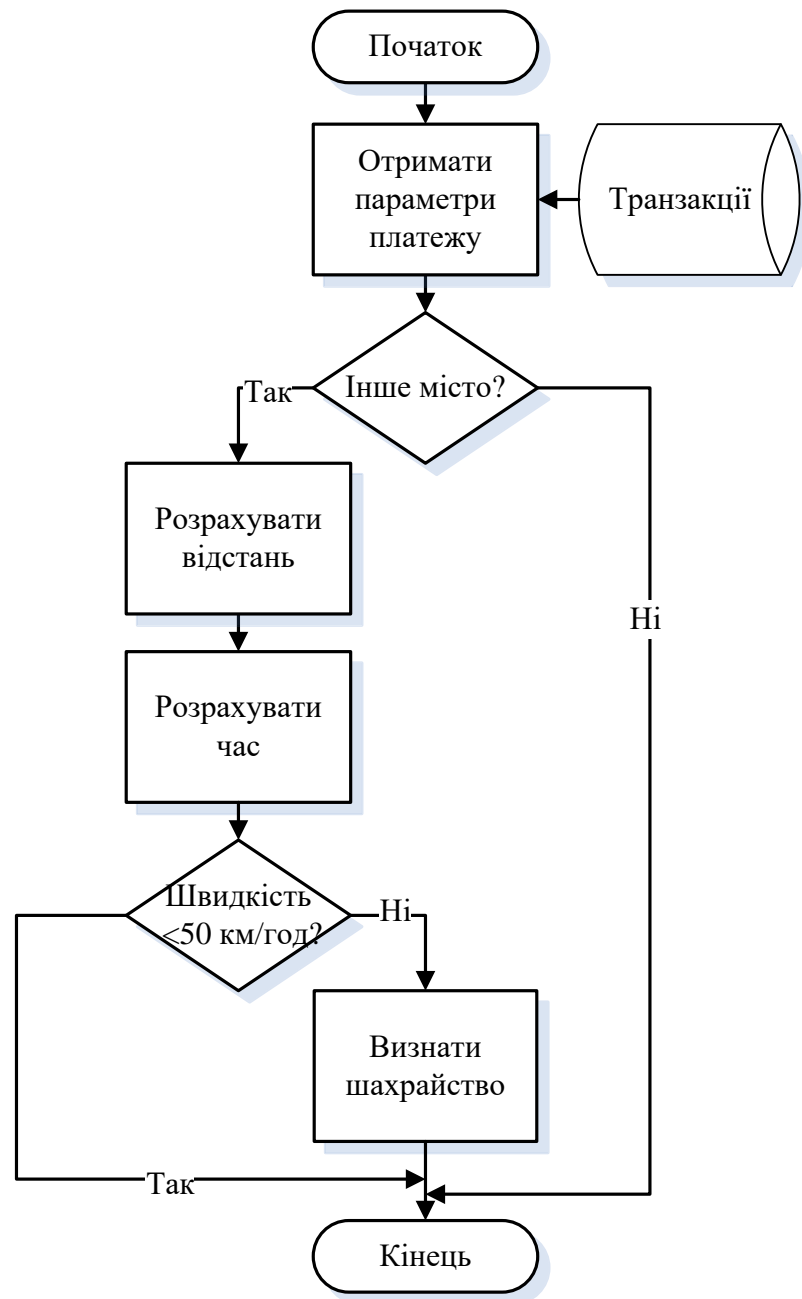 Початок
Отримати
параметри
платежу
Транзакції
Інше місто?
Так
Розрахувати
відстань
Ні
Розрахувати
час
Швидкість
<50 км/год?
Ні
Визнати
шахрайство
Так
Кінець